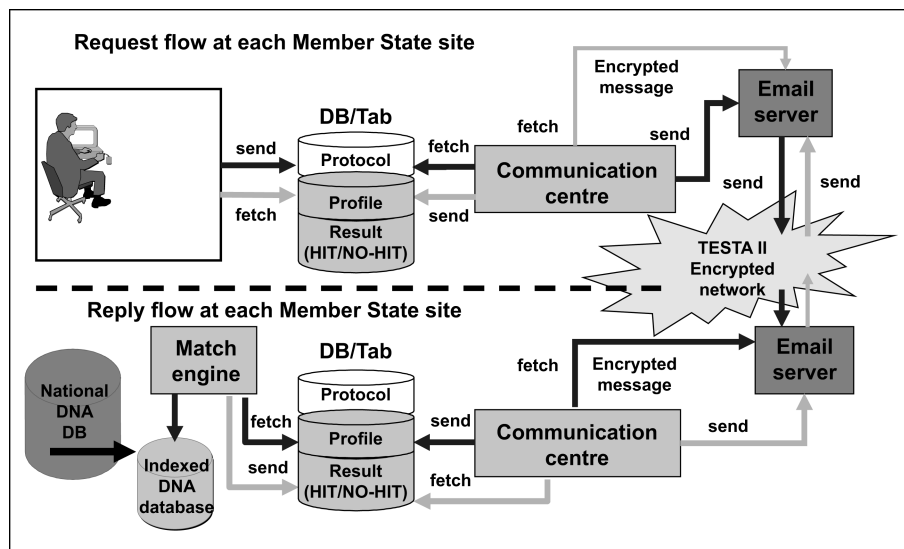 Request flow at each Member State site
Encrypted
message
Email
server
DB/Tab
fetch
send
send
Protocol
fetch
Communication
centre
Profile
fetch
send
Result
(HIT/NO-HIT)
send
send
TESTA II
Encrypted
network
Reply flow at each Member State site
Match
engine
DB/Tab
fetch
Encrypted
message
Email
server
National
DNA
DB
Protocol
fetch
send
Profile
Communication
centre
send
send
Indexed
DNA
database
Result
(HIT/NO-HIT)
fetch